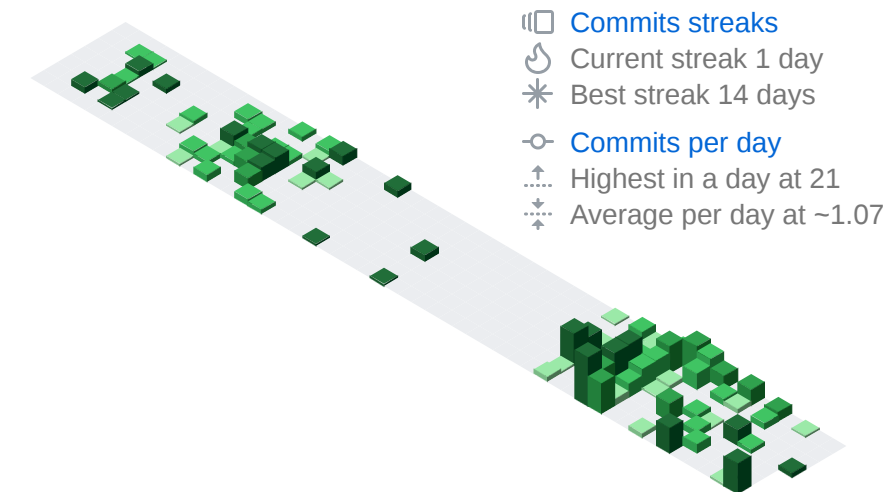 Commits streaks
Current streak 1 day
Best streak 14 days
Commits per day
Highest in a day at 21
Average per day at ~1.07